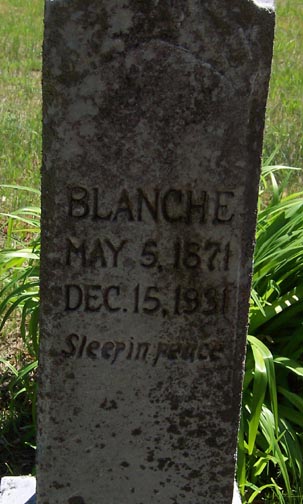 BLANCHE
MAY 5, 1871
DEC. 15, 1931
Sleep in peace